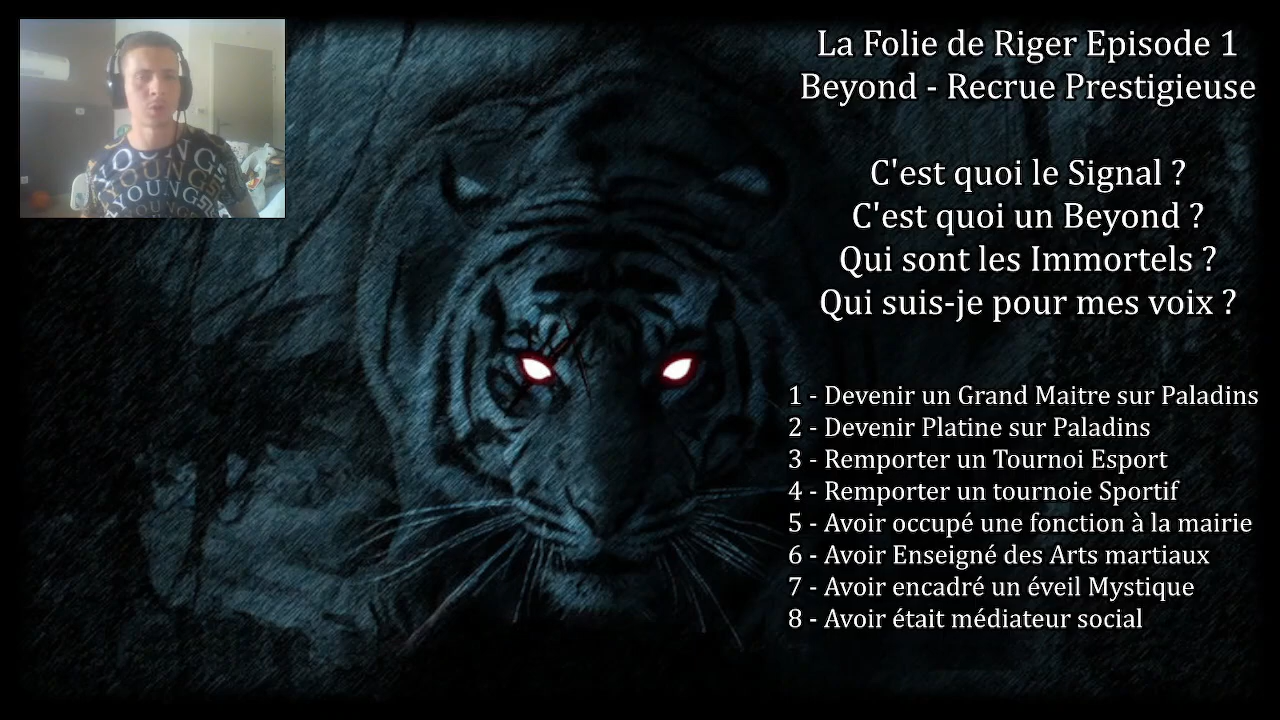 La Folie de Riger Episode 1
Beyond - Recrue Prestigieuse
C'est quoi le Signal ?
C'est quoi un Beyond ?
Qui sont les Immortels ?
Qui suis-je pour mes voix ?
1 - Devenir un Grand Maitre sur Paladins
2 - Devenir Platine sur Paladins
3 - Remporter un Tournoi Esport
4 - Remporter un tournoie Sportif
5 - Avoir occupé une fonction à la mairie
6 - Avoir Enseigné des Arts martiaux
7 - Avoir encadré un éveil Mystique
8 - Avoir était médiateur social
YOUNGS
YOUNGS
YOUNGS